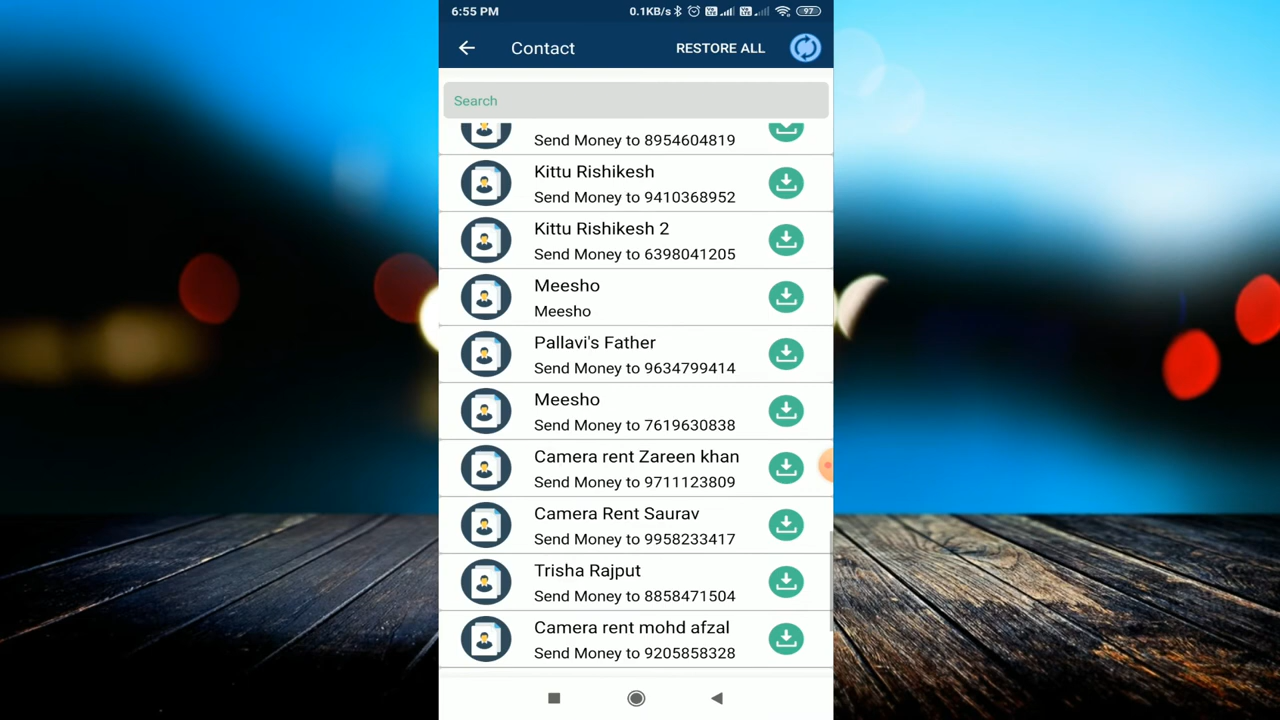 6:55 PM
0.1KB/s
97
Contact
RESTORE ALL
Search
Send Money to 8954604819
Kittu Rishikesh
Send Money to 9410368952
Kittu Rishikesh 2
Send Money to 6398041205
Meesho
Meesho
Pallavi's Father
Send Money to 9634799414
Meesho
Send Money to 7619630838
Camera rent Zareen khan
Send Money to 9711123809
Camera Rent Saurav
Send Money to 9958233417
Trisha Rajput
Send Money to 8858471504
Camera rent mohd afzal
Send Money to 9205858328